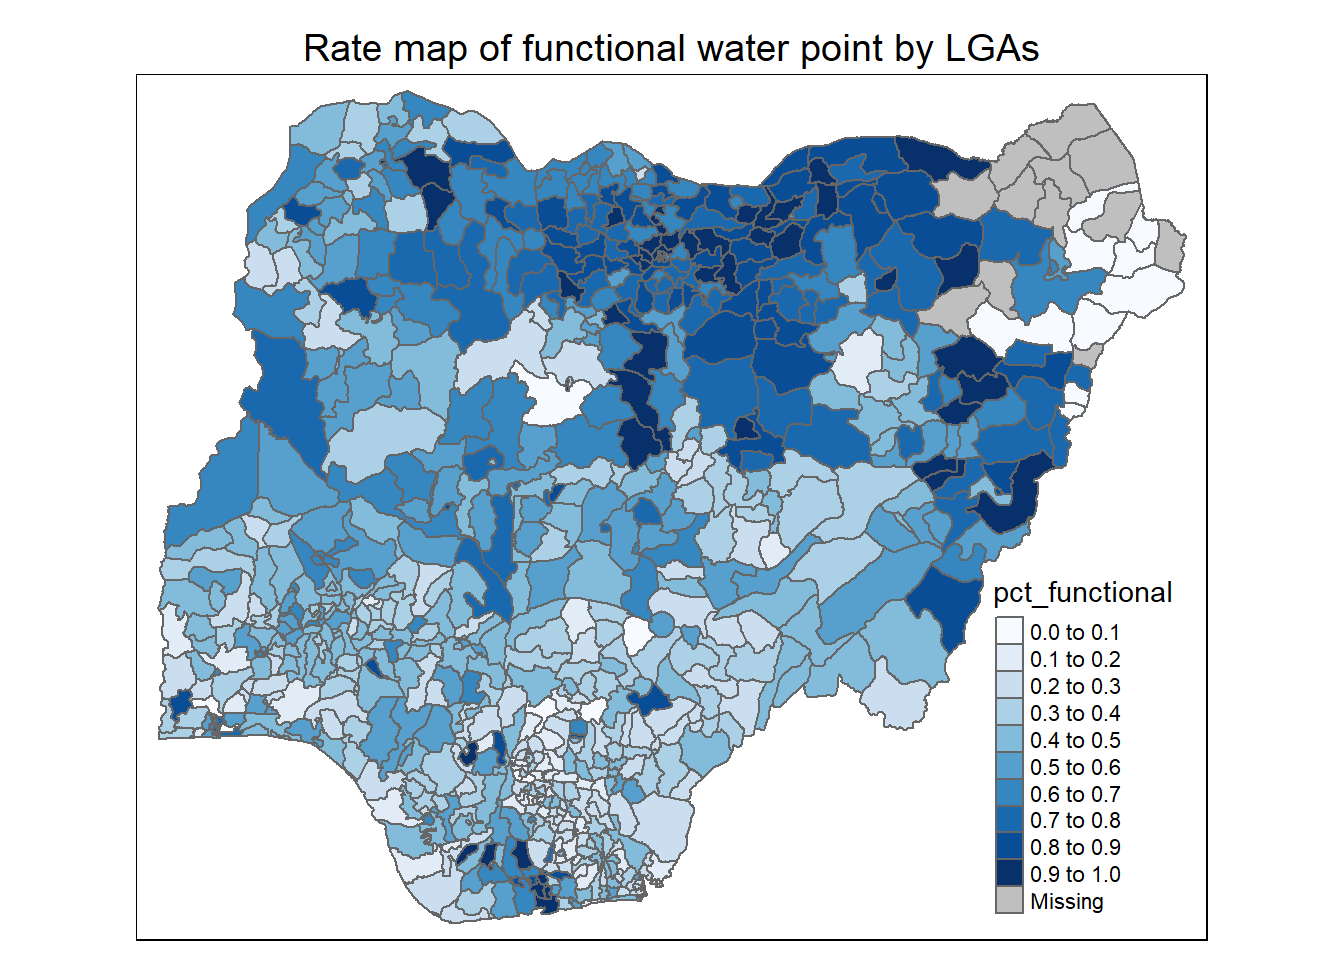 Rate map of functional water point by LGAs
pct_functional
0.0 to 0.1
0.1 to 0.2
0.2 to 0.3
0.3 to 0.4
0.4 to 0.5
0.5 to 0.6
0.6 to 0.7
0.7 to 0.8
0.8 to 0.9
0.9 to 1.0
Missing